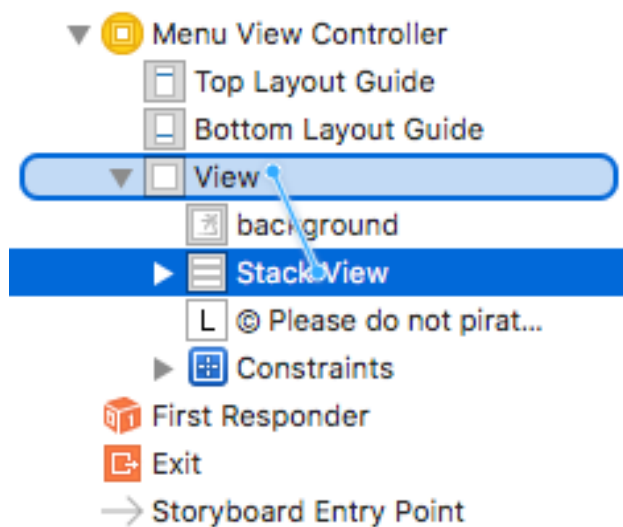 Menu View Controller
Top Layout Guide
Bottom Layout Guide
View
background
Stack View
L © Please do not pirat...
Constraints
First Responder
Exit
Storyboard Entry Point